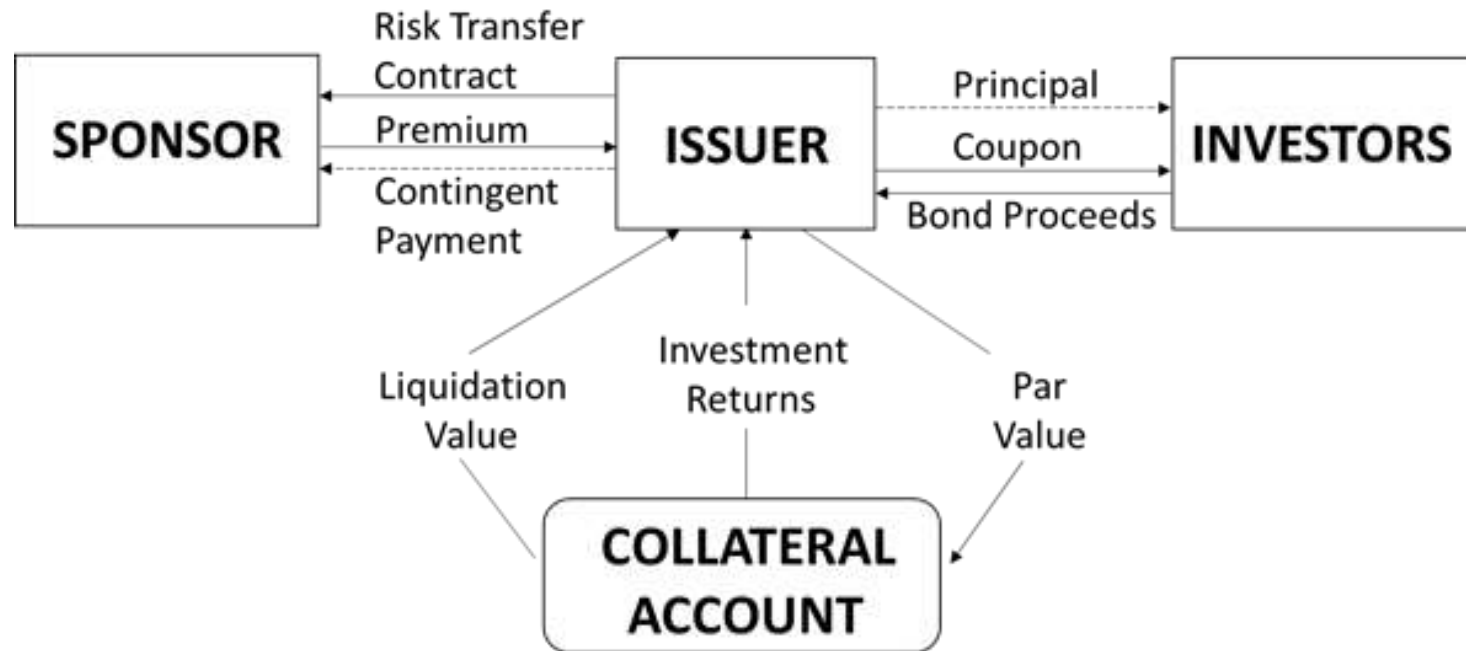 Risk Transfer
Contract
SPONSOR
Premium
Contingent
Payment
ISSUER
Principal
Coupon
Bond Proceeds
INVESTORS
Liquidation
Value
Investment
Returns
Par
Value
COLLATERAL
ACCOUNT